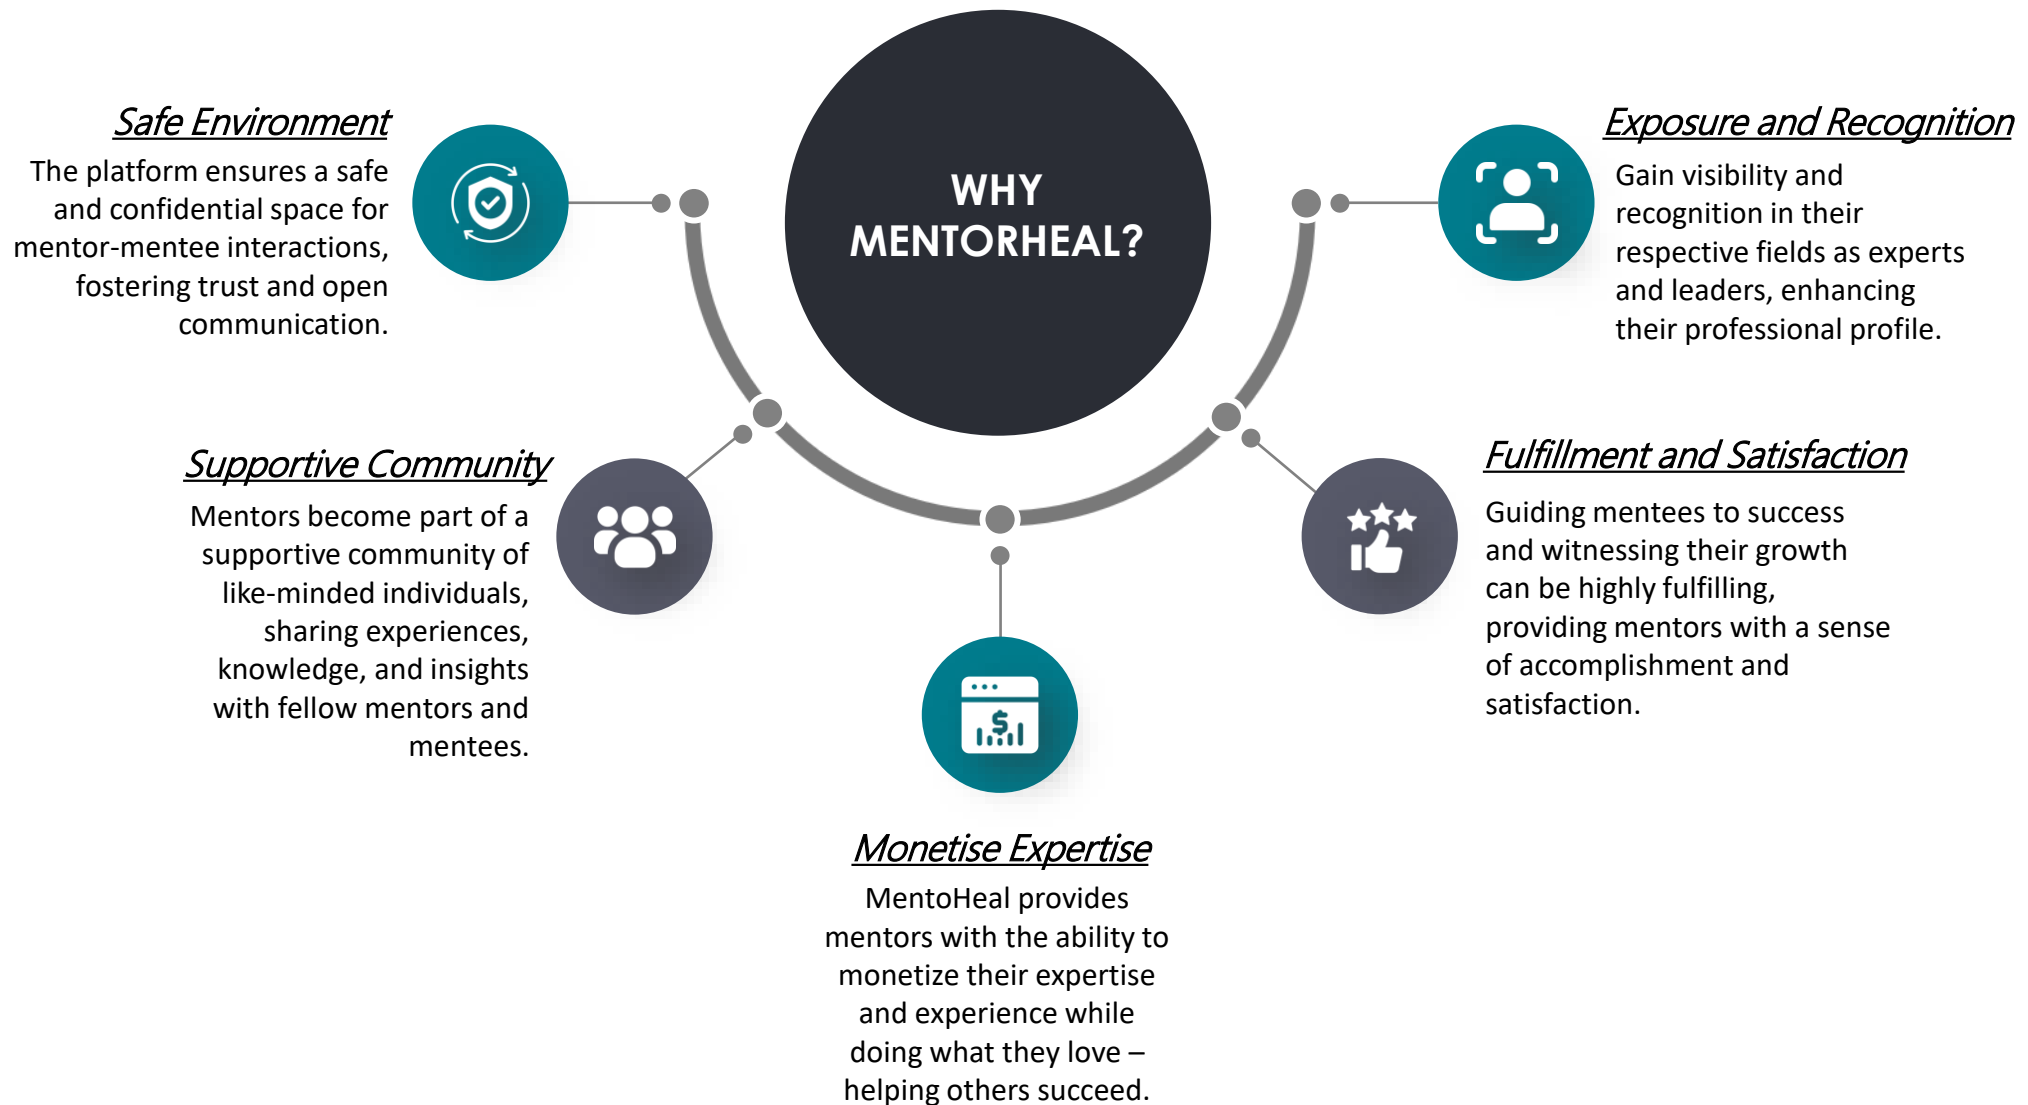 WHY
MENTORHEAL?
Safe Environment
The platform ensures a safe
and confidential space for
mentor-mentee interactions,
fostering trust and open
communication.
Supportive Community
Mentors become part of a
supportive community of
like-minded individuals,
sharing experiences,
knowledge, and insights
with fellow mentors and
mentees.
Monetise Expertise
MentoHeal provides
mentors with the ability to
monetize their expertise
and experience while
doing what they love –
helping others succeed.
Fulfillment and Satisfaction
Guiding mentees to success
and witnessing their growth
can be highly fulfilling,
providing mentors with a sense
of accomplishment and
satisfaction.
Exposure and Recognition
Gain visibility and
recognition in their
respective fields as experts
and leaders, enhancing
their professional profile.
$